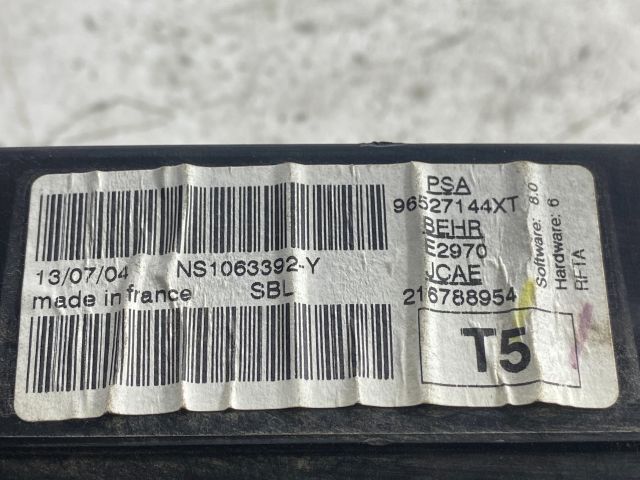 PSA
96527144XT
BEHR
E2970
JCAE
216788954
13/07/04 NS1063392-Y
made in france SBL
T5
Software: 8.0
Hardware: 6
RFTA